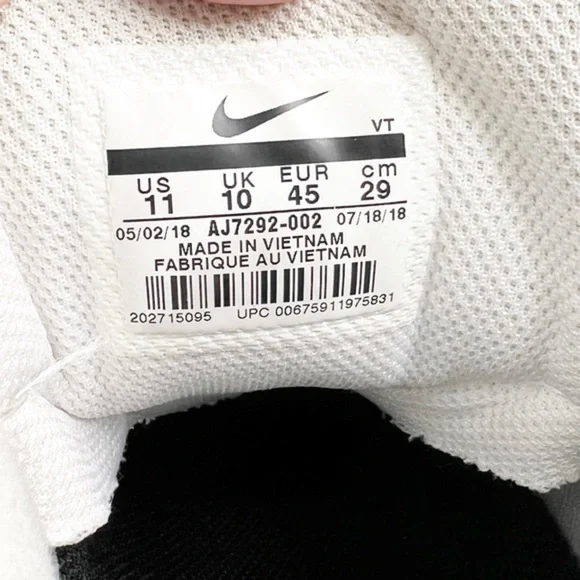 VT
US UK EUR cm
11 10 45 29
05/02/18 AJ7292-002 07/18/18
MADE IN VIETNAM
FABRIQUE AU VIETNAM
202715095 UPC 00675911975831